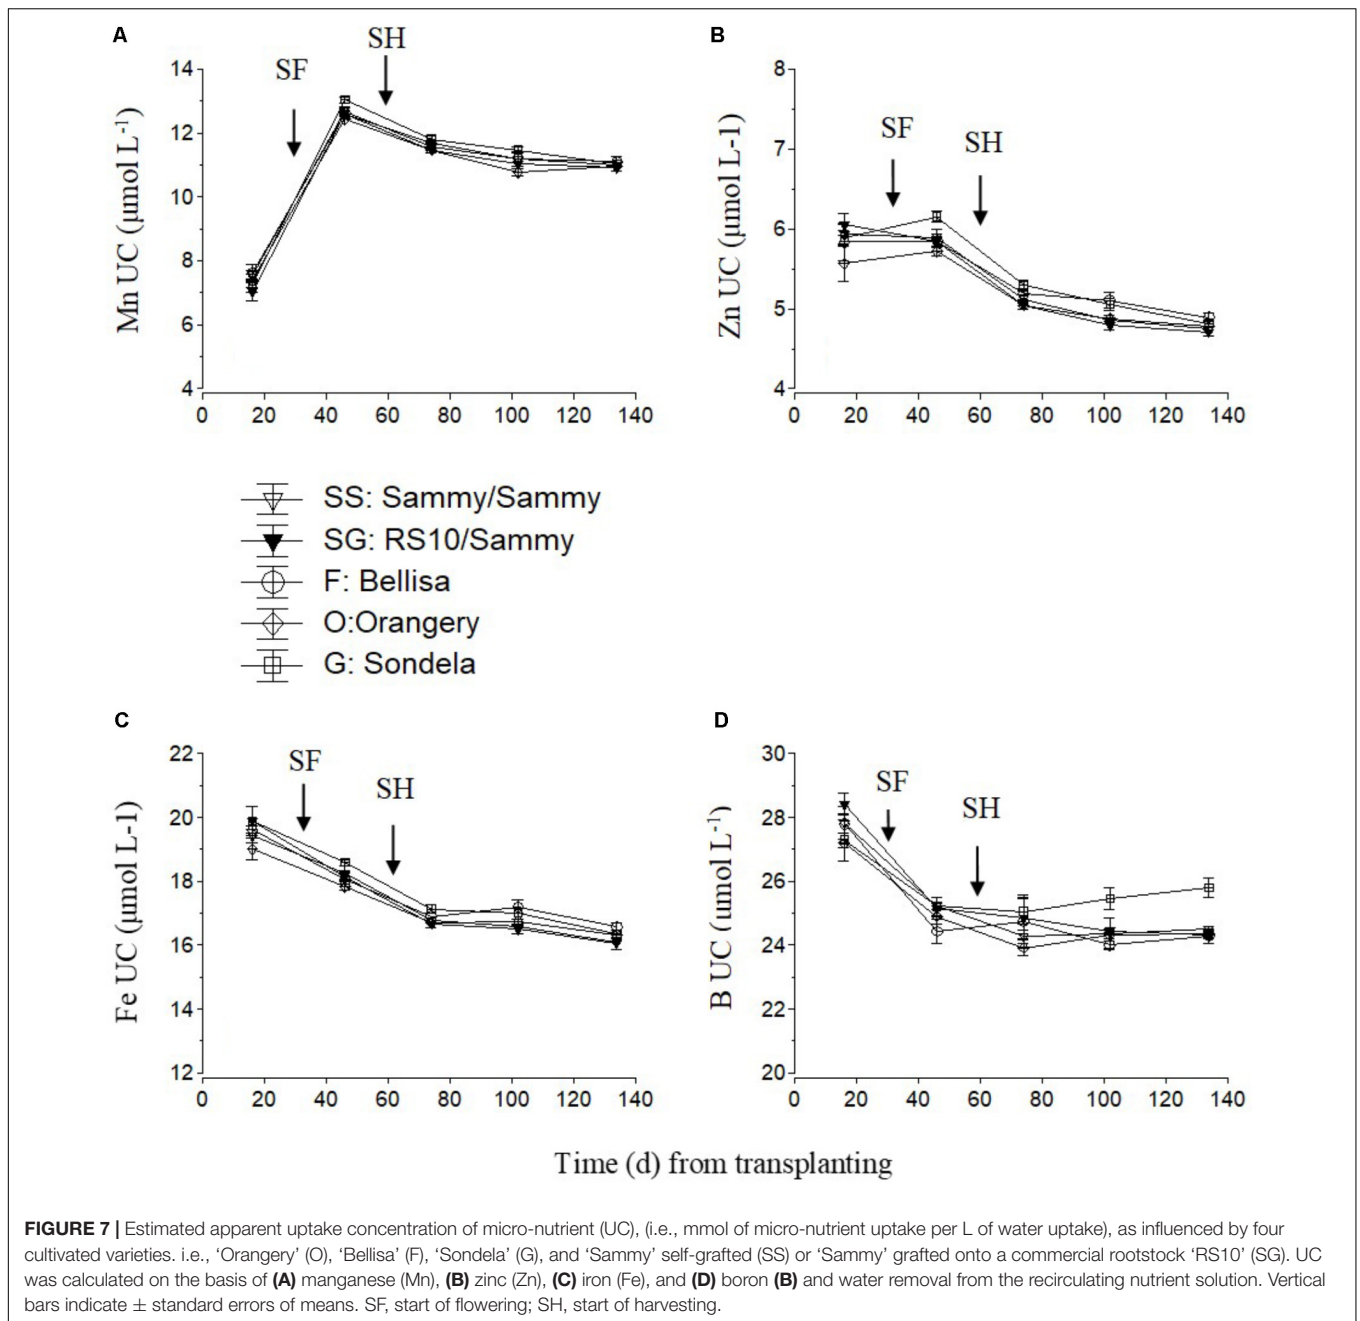 A
SF
SH
14
12
10
8
6
4
Mn UC (µmol L-1)
0 20 40 60 80 100 120 140
B
SF
SH
8
7
6
5
4
Zn UC (µmol L-1)
0 20 40 60 80 100 120 140
SS: Sammy/Sammy
SG: RS10/Sammy
F: Bellisa
O:Orangery
G: Sondela
C
SF
SH
22
20
18
16
14
12
Fe UC (µmol L-1)
0 20 40 60 80 100 120 140
D
SF
SH
30
28
26
24
22
20
B UC (umol L-1)
0 20 40 60 80 100 120 140
Time (d) from transplanting
FIGURE 7 | Estimated apparent uptake concentration of micro-nutrient (UC), (i.e., mmol of micro-nutrient uptake per L of water uptake), as influenced by four
cultivated varieties. i.e., ‘Orangery’ (O), ‘Bellisa’ (F), ‘Sondela’ (G), and ‘Sammy’ self-grafted (SS) or ‘Sammy’ grafted onto a commercial rootstock ‘RS10’ (SG). UC
was calculated on the basis of (A) manganese (Mn), (B) zinc (Zn), (C) iron (Fe), and (D) boron (B) and water removal from the recirculating nutrient solution. Vertical
bars indicate ± standard errors of means. SF, start of flowering; SH, start of harvesting.